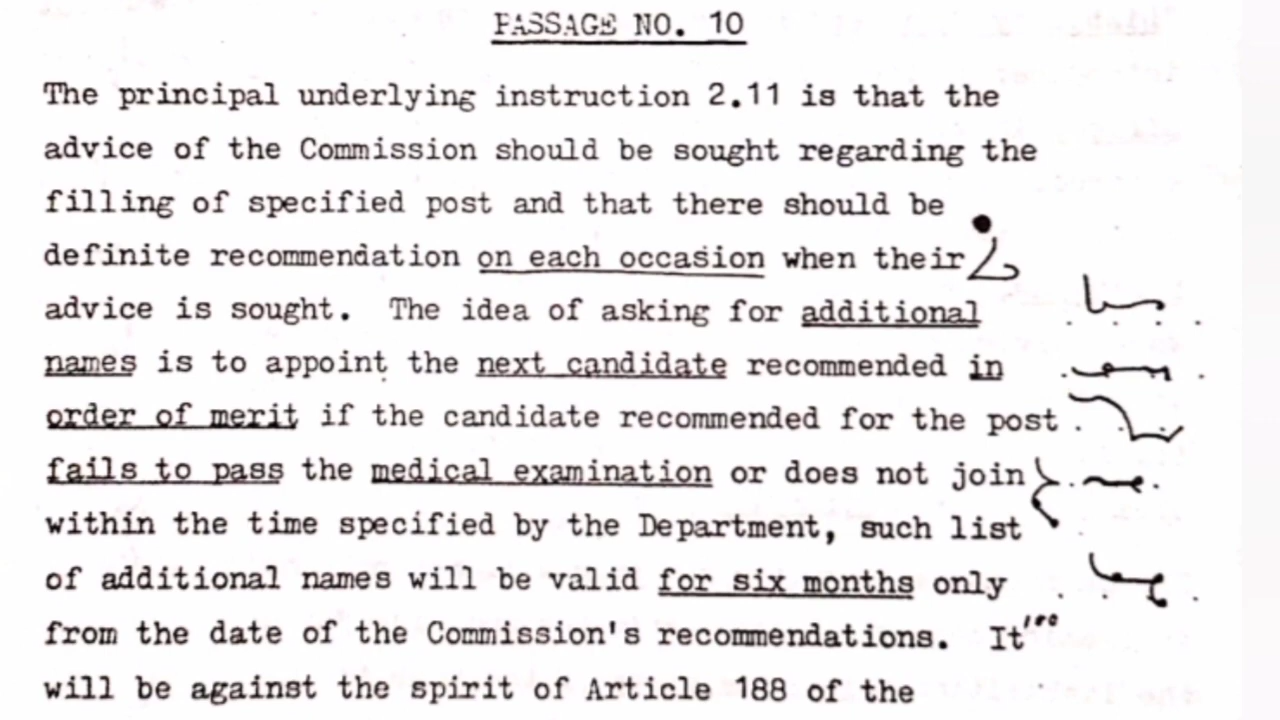 PASSAGE NO. 10
The principal underlying instruction 2.11 is that the
advice of the Commission should be sought regarding the
filling of specified post and that there should be
definite recommendation on each occasion when their
advice is sought. The idea of asking for additional
names is to appoint the next candidate recommended in
order of merit if the candidate recommended for the post
fails to pass the medical examination or does not join
within the time specified by the Department, such list
of additional names will be valid for six months only
from the date of the Commission's recommendations. It
will be against the spirit of Article 188 of the